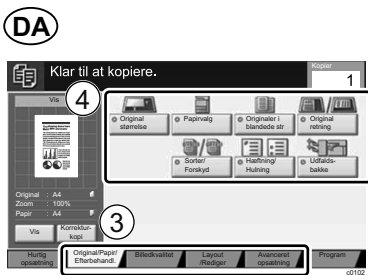 DA
Klar til at kopiere.
Kopier
1
Vis
4
Original
størrelse
Papirvalg
Originaler i
blandede str
Original
retning
Sorter/
Forskyd
Hæftning/
Hulning
Udfalds-
bakke
Original : A4
Zoom : 100%
Papir : A4
Vis
Korrektur-
kopi
3
Hurtig
opsætning
Original/Papir/
Efterbehandl.
Billedkvalitet
Layout
/Rediger
Avanceret
opsætning
Program
c0102